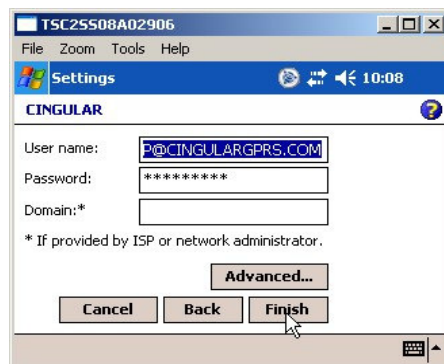 TSC2SS08A02906
File Zoom Tools Help
Settings 10:08
CINGULAR
User name: P@CINGULARGPRS.COM
Password: *********
Domain:*
* If provided by ISP or network administrator.
Advanced...
Cancel Back Finish